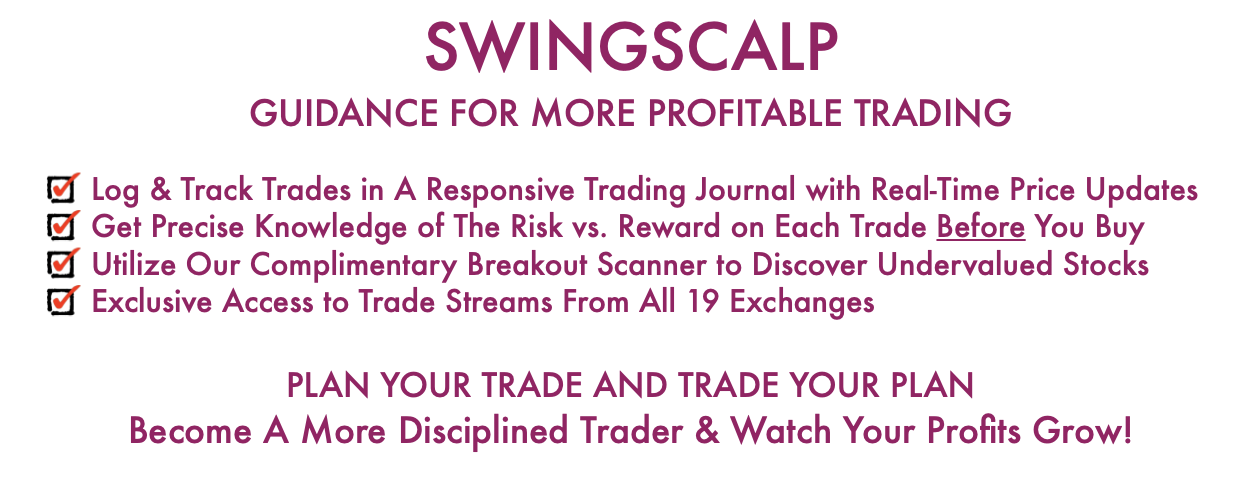 SWINGSCALP
GUIDANCE FOR MORE PROFITABLE TRADING
Log & Track Trades in A Responsive Trading Journal with Real-Time Price Updates
Get Precise Knowledge of The Risk vs. Reward on Each Trade Before You Buy
Utilize Our Complimentary Breakout Scanner to Discover Undervalued Stocks
Exclusive Access to Trade Streams From All 19 Exchanges
PLAN YOUR TRADE AND TRADE YOUR PLAN
Become A More Disciplined Trader & Watch Your Profits Grow!